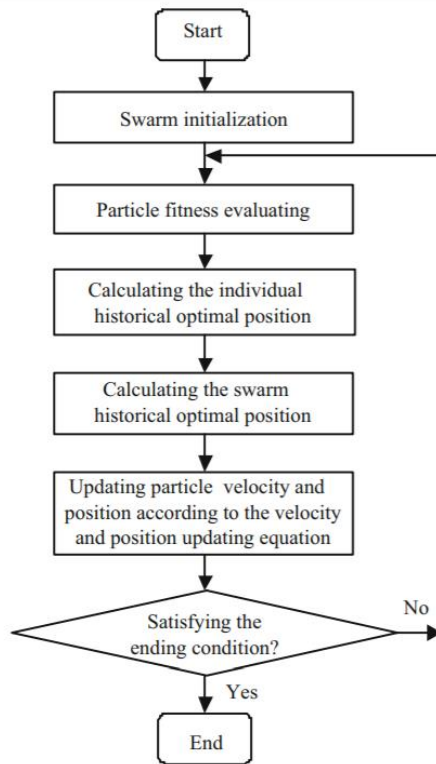 Start
Swarm initialization
Particle fitness evaluating
Calculating the individual
historical optimal position
Calculating the swarm
historical optimal position
Updating particle velocity and
position according to the velocity
and position updating equation
Satisfying the
ending condition?
No
Yes
End